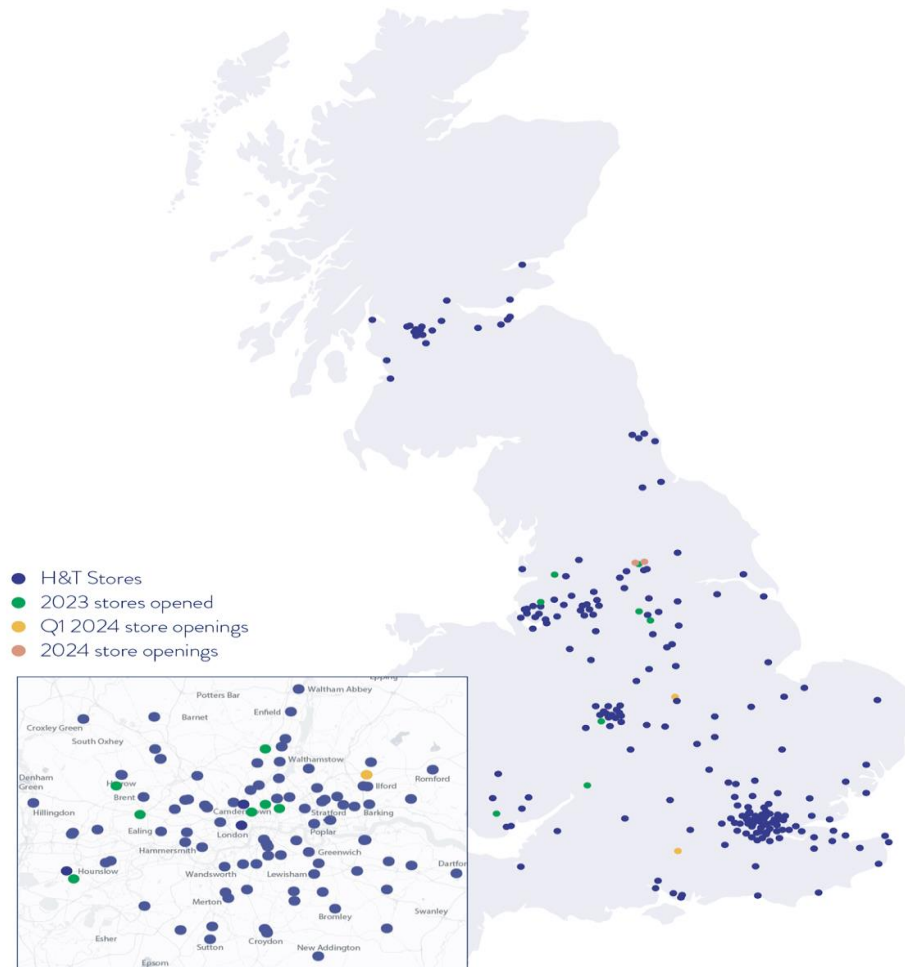 H&T Stores
2023 stores opened
Q1 2024 store openings
2024 store openings
Potters Bar
Waltham Abbey
Croxley Green
Barnet
Enfield
South Oxhey
Walthamstow
Denham
Green
Harrow
Ilford
Romford
Hillingdon
Brent
Camden Town
Stratford
Barking
Ealing
London
Poplar
Hammersmith
Greenwich
Hounslow
Wandsworth
Lewisham
Dartford
Merton
Bromley
Swanley
Esher
Sutton
Croydon
New Addington
Epsom